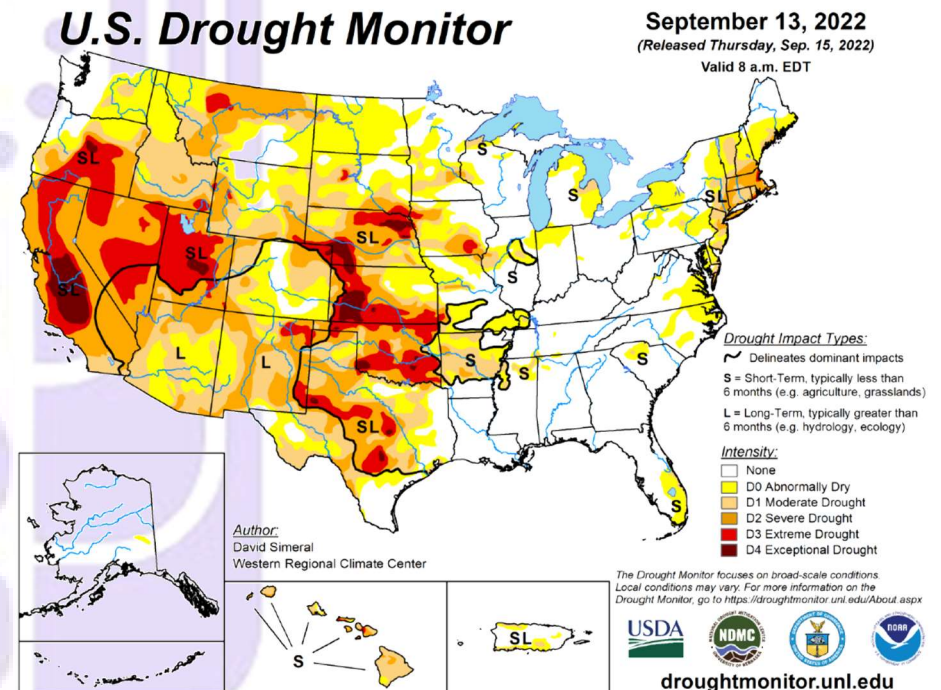 U.S. Drought Monitor
September 13, 2022
(Released Thursday, Sep. 15, 2022)
Valid 8 a.m. EDT
SL
S
S
SL
SL
SL
S
SL
L
L
S
S
S
SL
S
Drought Impact Types:
Delineates dominant impacts
S = Short-Term, typically less than
6 months (e.g. agriculture, grasslands)
L = Long-Term, typically greater than
6 months (e.g. hydrology, ecology)
Intensity:
None
D0 Abnormally Dry
D1 Moderate Drought
D2 Severe Drought
D3 Extreme Drought
D4 Exceptional Drought
Author:
David Simeral
Western Regional Climate Center
S
SL
The Drought Monitor focuses on broad-scale conditions.
Local conditions may vary. For more information on the
Drought Monitor, go to https://droughtmonitor.unl.edu/About.aspx
USDA
NDMC
NOAA
droughtmonitor.unl.edu